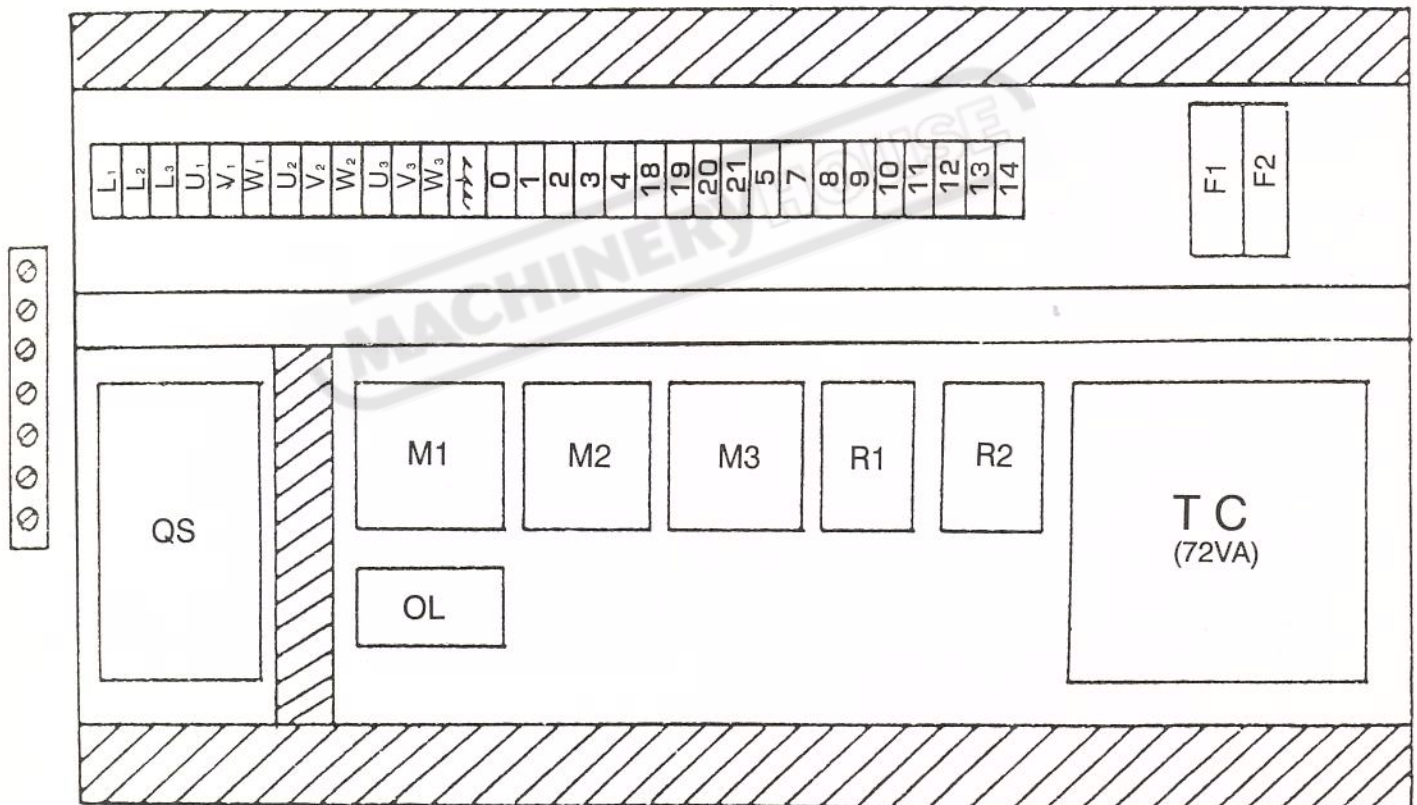 L₁ L₂ L₃ U₁ V₁ W₁ U₂ V₂ W₂ U₃ V₃ W₃ 0 1 2 3 4 18 19 20 21 5 7 8 9 10 11 12 13 14
F1 F2
MACHINERYHOUSE
M1 M2 M3 R1 R2
QS
T C
(72VA)
OL